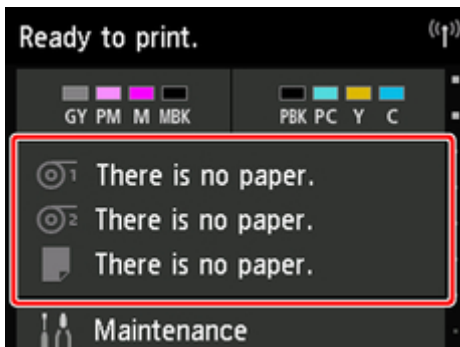 Ready to print.
GY PM M MBK
PBK PC Y C
1 There is no paper.
2 There is no paper.
There is no paper.
Maintenance